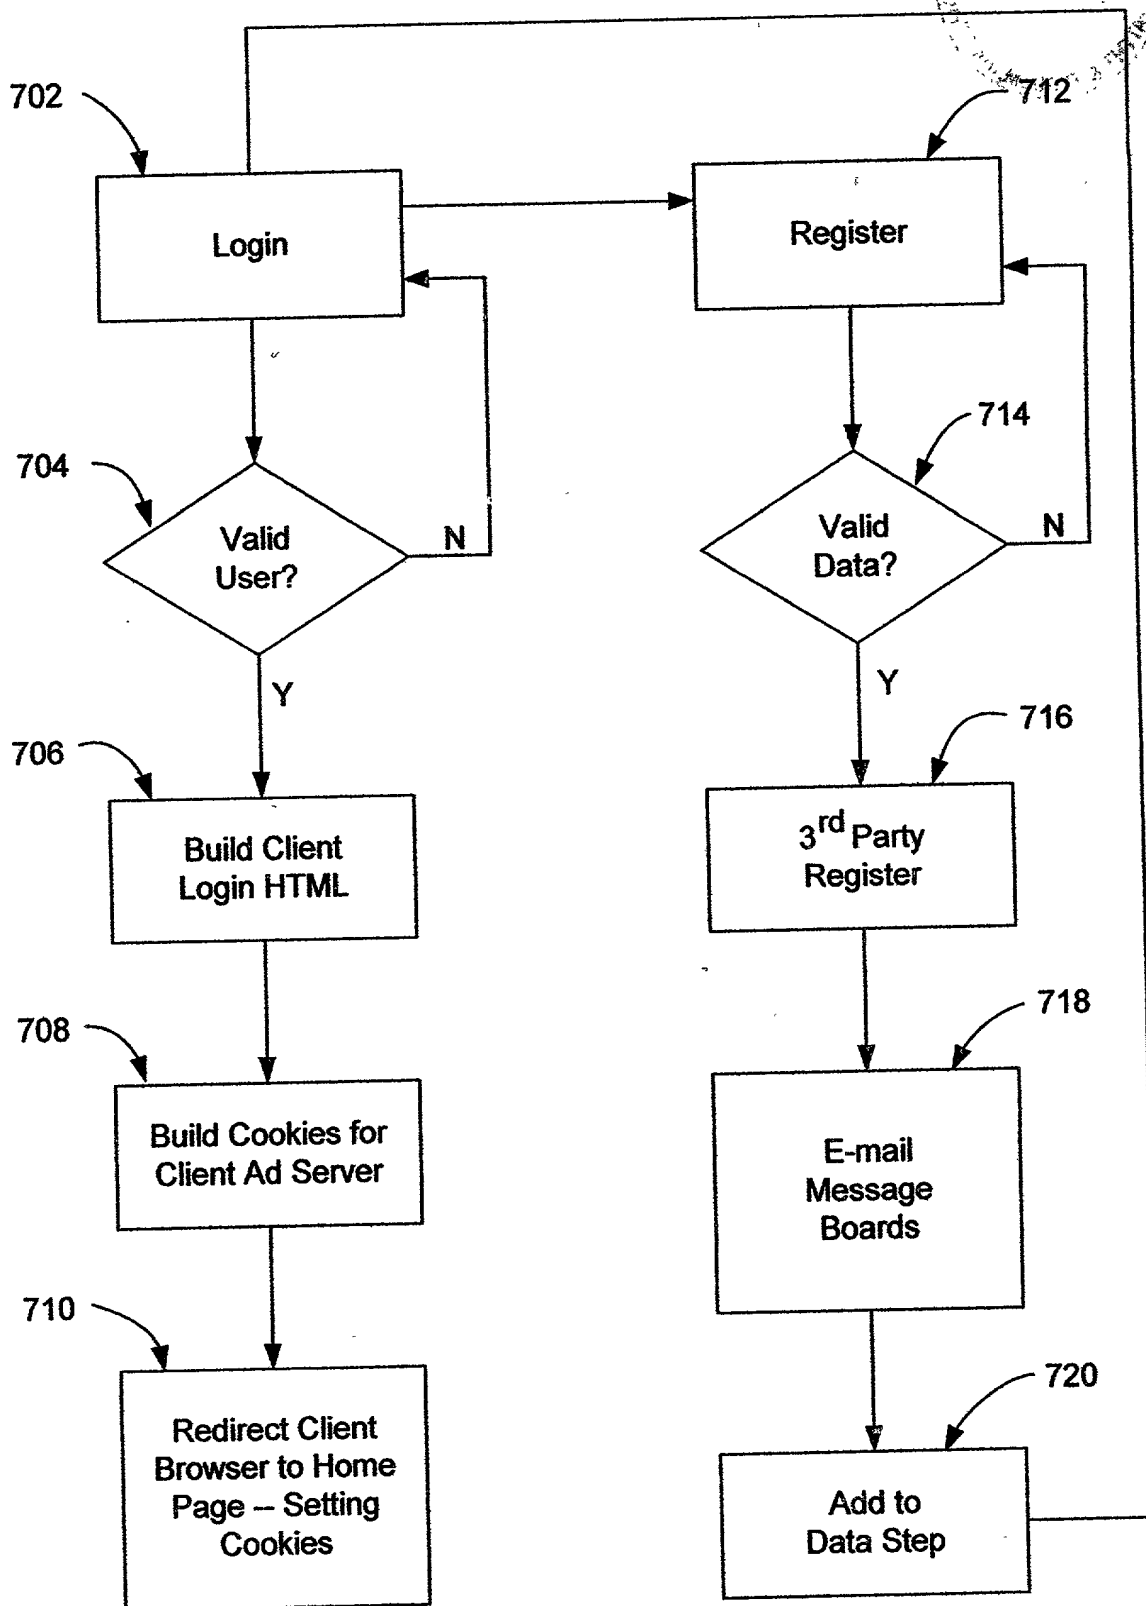 702
Login
704
Valid
User?
N
Y
706
Build Client
Login HTML
708
Build Cookies for
Client Ad Server
710
Redirect Client
Browser to Home
Page – Setting
Cookies
712
Register
714
Valid
Data?
N
Y
716
3rd Party
Register
718
E-mail
Message
Boards
720
Add to
Data Step